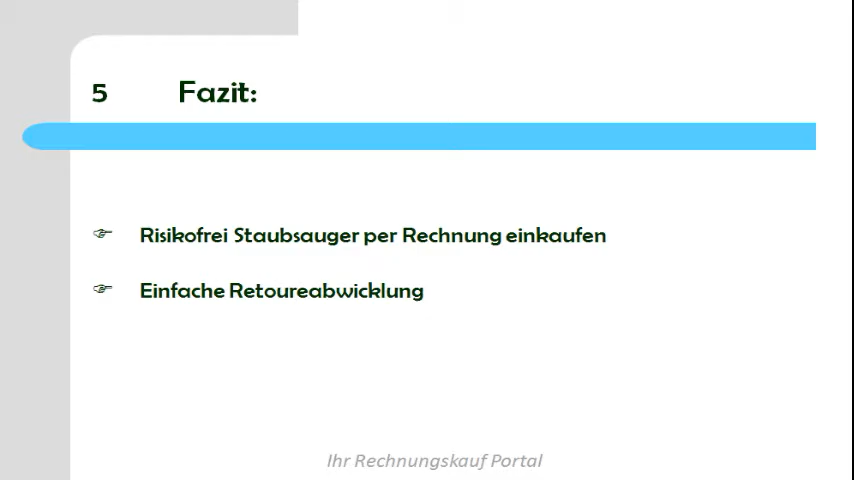 5 Fazit:
☞ Risikofrei Staubsauger per Rechnung einkaufen
☞ Einfache Retoureabwicklung
Ihr Rechnungskauf Portal